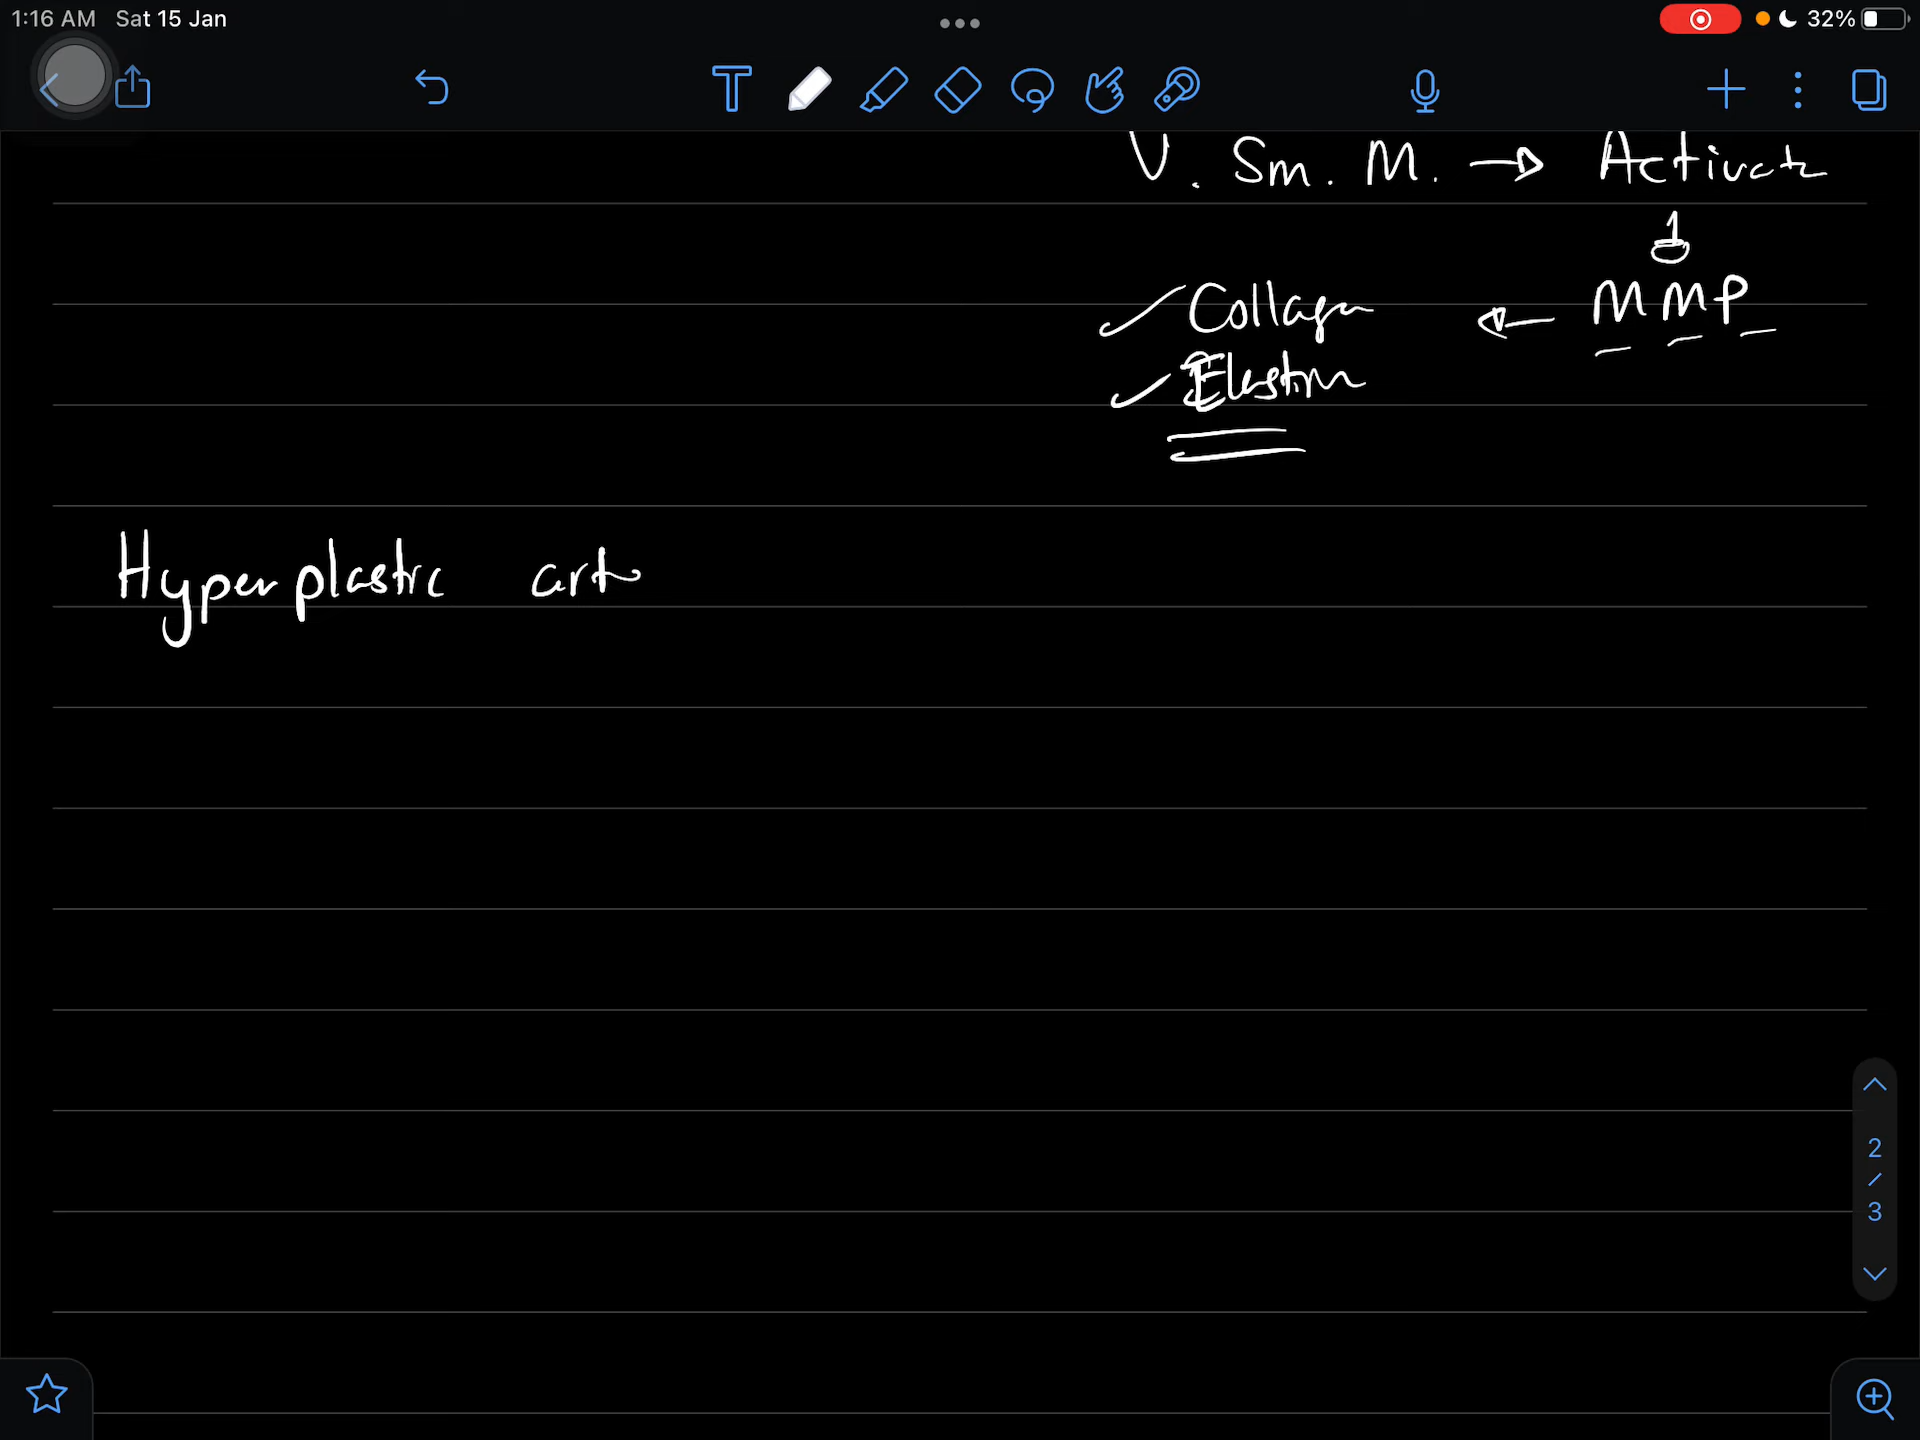 1:16 AM Sat 15 Jan
32%
V. Sm. M. → Activate
MMP
Collagen
Elastin
Hyperplastic art
2
/
3